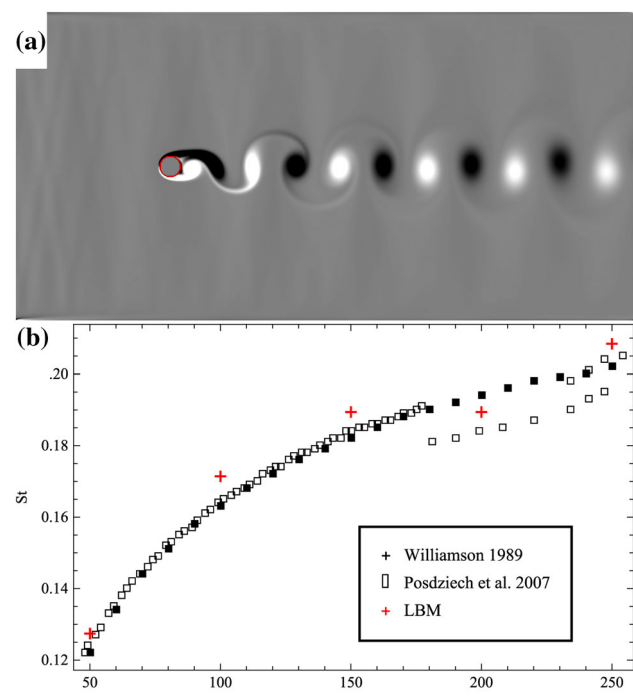 (a)
(b)
.20
0.18
St
0.16
0.14
0.12
50
100
150
200
250
+ Williamson 1989
Posdziech et al. 2007
+ LBM